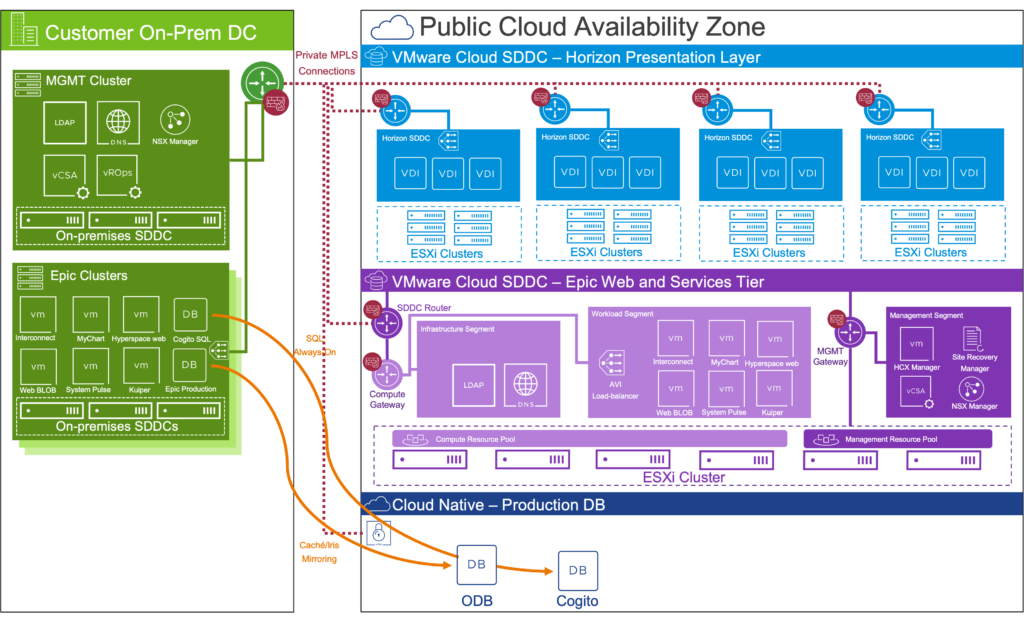 Customer On-Prem DC
MGMT Cluster
LDAP
DNS
NSX Manager
vCSA
vROps
On-premises SDDC
Epic Clusters
vm
vm
vm
DB
Interconnect
MyChart
Hyperspace web
Cogito SQL
vm
vm
vm
DB
Web BLOB
System Pulse
Kuiper
Epic Production
On-premises SDDCs
Private MPLS
Connections
SQL
Always On
Caché/Iris
Mirroring
Public Cloud Availability Zone
VMware Cloud SDDC – Horizon Presentation Layer
Horizon SDDC
VDI
VDI
VDI
ESXi Clusters
Horizon SDDC
VDI
VDI
VDI
ESXi Clusters
Horizon SDDC
VDI
VDI
VDI
ESXi Clusters
Horizon SDDC
VDI
VDI
VDI
ESXi Clusters
VMware Cloud SDDC – Epic Web and Services Tier
SDDC Router
Compute
Gateway
Infrastructure Segment
LDAP
DNS
Workload Segment
AVI
Load-balancer
vm
vm
vm
Interconnect
MyChart
Hyperspace web
vm
vm
vm
Web BLOB
System Pulse
Kuiper
MGMT
Gateway
Management Segment
vm
HCX Manager
Site Recovery
Manager
vCSA
NSX Manager
Compute Resource Pool
Management Resource Pool
ESXi Cluster
Cloud Native – Production DB
DB
ODB
DB
Cogito